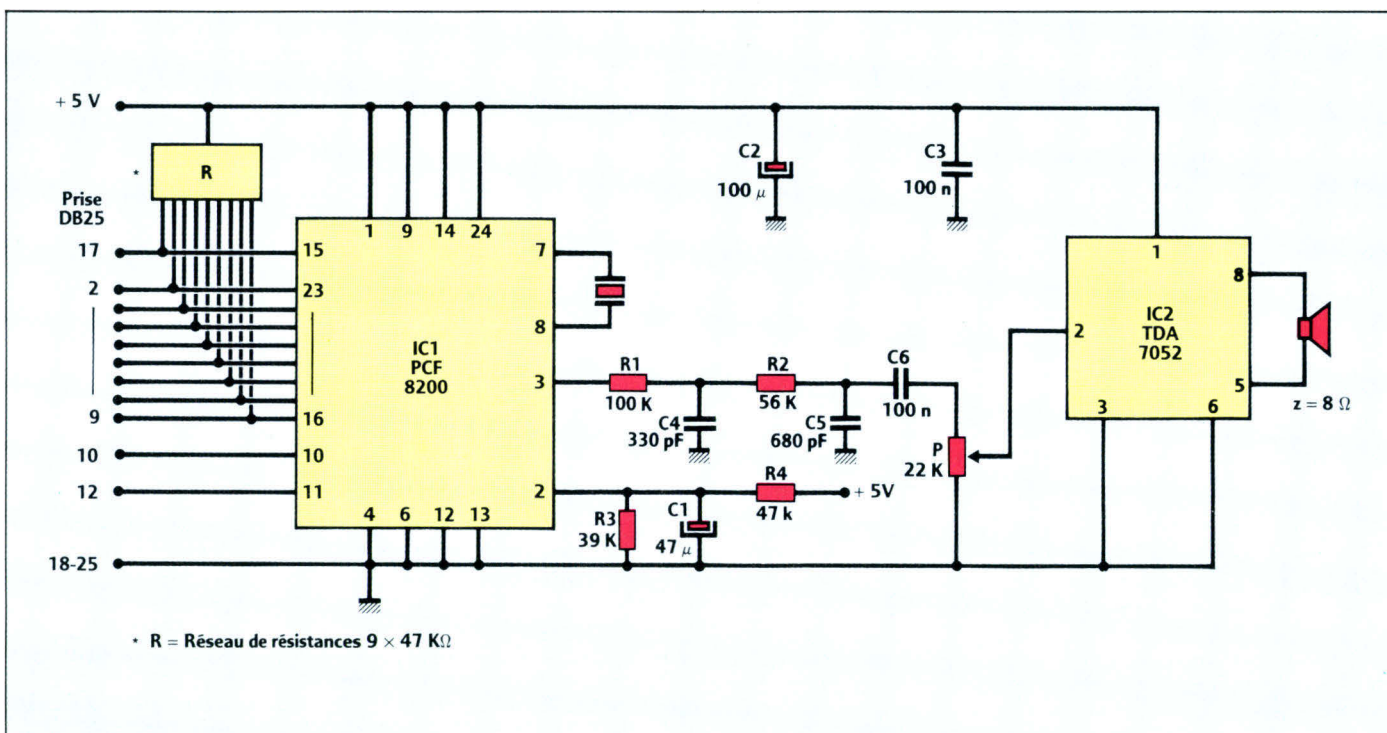 + 5 V
R
*
Prise
DB25
17
2
9
10
12
18-25
1 9 14 24
15
23
16
10
11
4 6 12 13
7
8
3
2
IC1
PCF
8200
R1
100 K
C4
330 pF
R2
56 K
C5
680 pF
C6
100 n
C2
100 µ
C3
100 n
P
22 K
R3
39 K
C1
47 µ
R4
47 k
+ 5V
1
2
3
6
8
5
IC2
TDA
7052
z = 8 Ω
* R = Réseau de résistances 9 × 47 KΩ